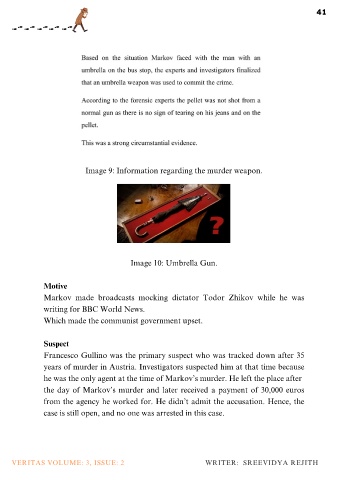 41
Based on the situation Markov faced with the man with an
umbrella on the bus stop, the experts and investigators finalized
that an umbrella weapon was used to commit the crime.
According to the forensic experts the pellet was not shot from a
normal gun as there is no sign of tearing on his jeans and on the
pellet.
This was a strong circumstantial evidence.
Image 9: Information regarding the murder weapon.
?
Image 10: Umbrella Gun.
Motive
Markov made broadcasts mocking dictator Todor Zhikov while he was
writing for BBC World News.
Which made the communist government upset.
Suspect
Francesco Gullino was the primary suspect who was tracked down after 35
years of murder in Austria. Investigators suspected him at that time because
he was the only agent at the time of Markov's murder. He left the place after
the day of Markov's murder and later received a payment of 30,000 euros
from the agency he worked for. He didn't admit the accusation. Hence, the
case is still open, and no one was arrested in this case.
VERITAS VOLUME: 3, ISSUE: 2 WRITER: SREEVIDYA REJITH